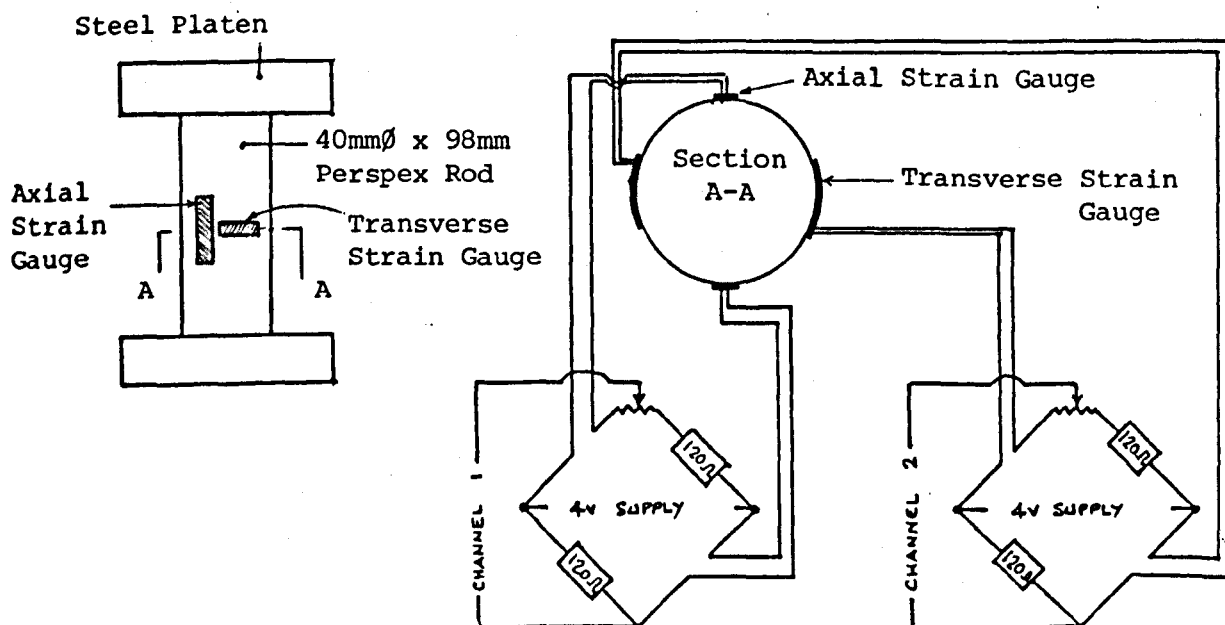 Steel Platen
40mmØ x 98mm
Perspex Rod
Axial
Strain
Gauge
Transverse
Strain Gauge
A
A
Axial Strain Gauge
Section
A-A
Transverse Strain
Gauge
CHANNEL 1
120Ω
4V SUPPLY
120Ω
CHANNEL 2
120Ω
4V SUPPLY
120Ω